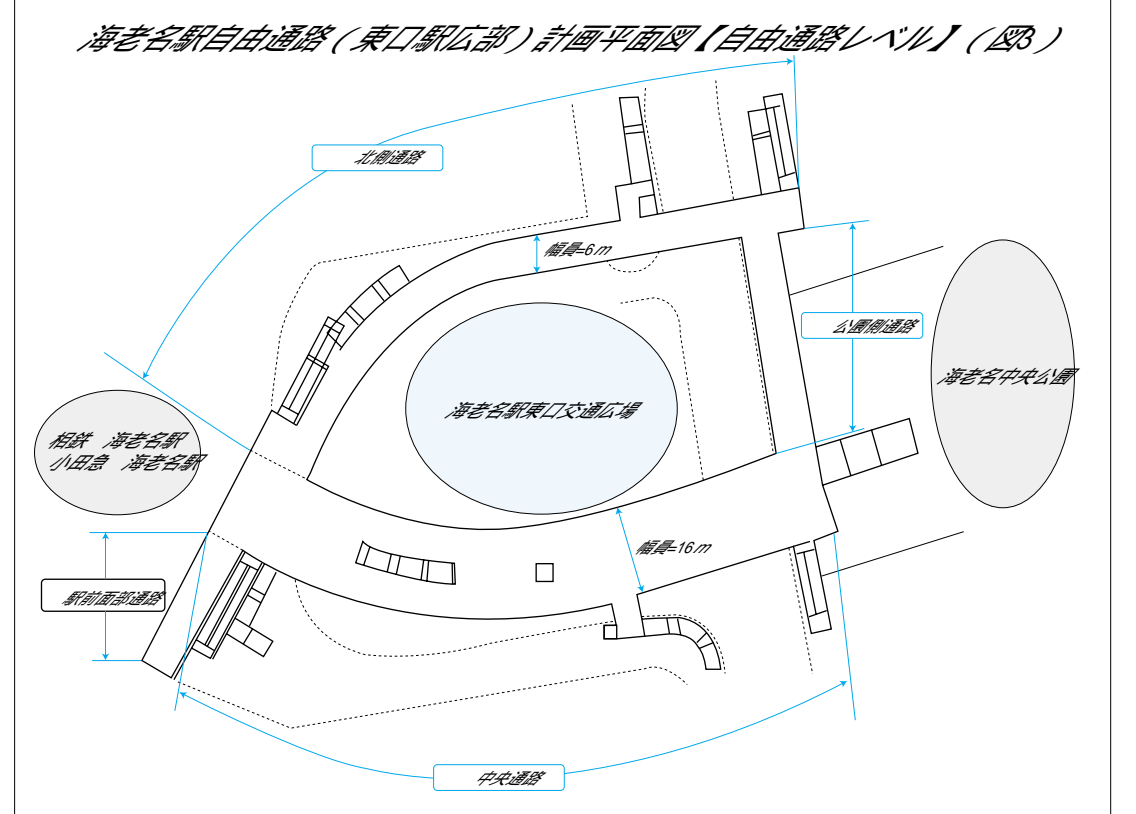 海老名駅自由通路（東口駅広部）計画平面図【自由通路レベル】（図3）
北側通路
幅員=6m
公園側通路
海老名中央公園
海老名駅東口交通広場
相鉄　海老名駅
小田急　海老名駅
幅員=16m
駅前面部通路
中央通路